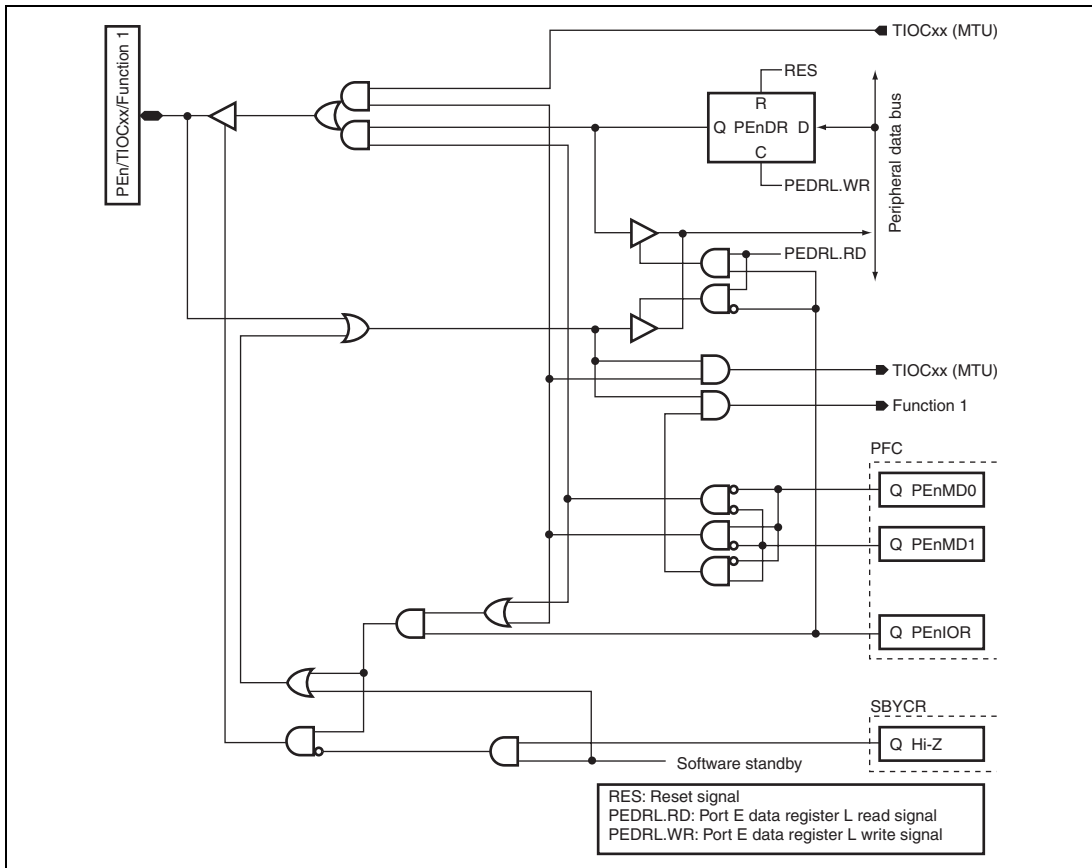 PEn/TIOCxx/Function 1
TIOCxx (MTU)
RES
R
Q PEnDR D
C
PEDRL.WR
Peripheral data bus
PEDRL.RD
TIOCxx (MTU)
Function 1
PFC
Q PEnMD0
Q PEnMD1
Q PEnIOR
SBYCR
Q Hi-Z
Software standby
RES: Reset signal
PEDRL.RD: Port E data register L read signal
PEDRL.WR: Port E data register L write signal